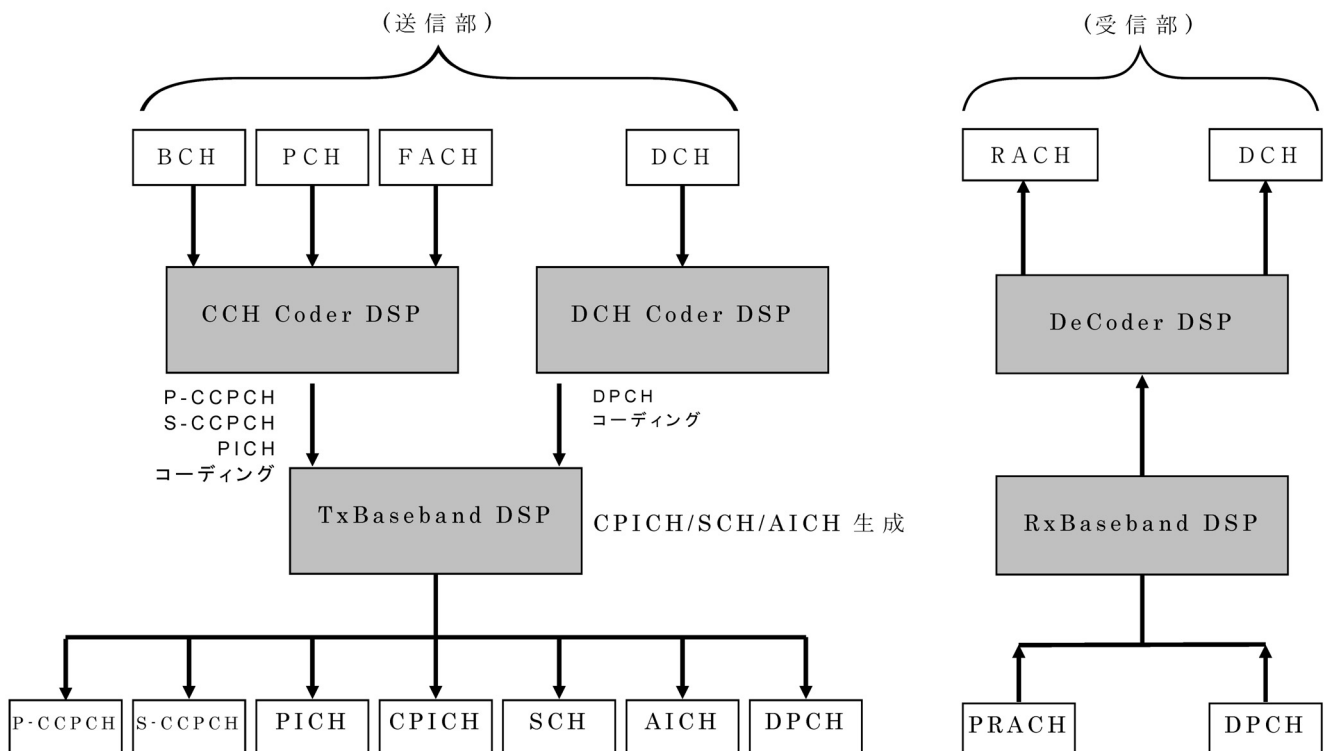 (送信部)
(受信部)
BCH
PCH
FACH
DCH
RACH
DCH
CCH Coder DSP
DCH Coder DSP
DeCoder DSP
P-CCPCH
S-CCPCH
PICH
コーディング
DPCH
コーディング
TxBaseband DSP
CPICH/SCH/AICH 生成
RxBaseband DSP
P-CCPCH
S-CCPCH
PICH
CPICH
SCH
AICH
DPCH
PRACH
DPCH